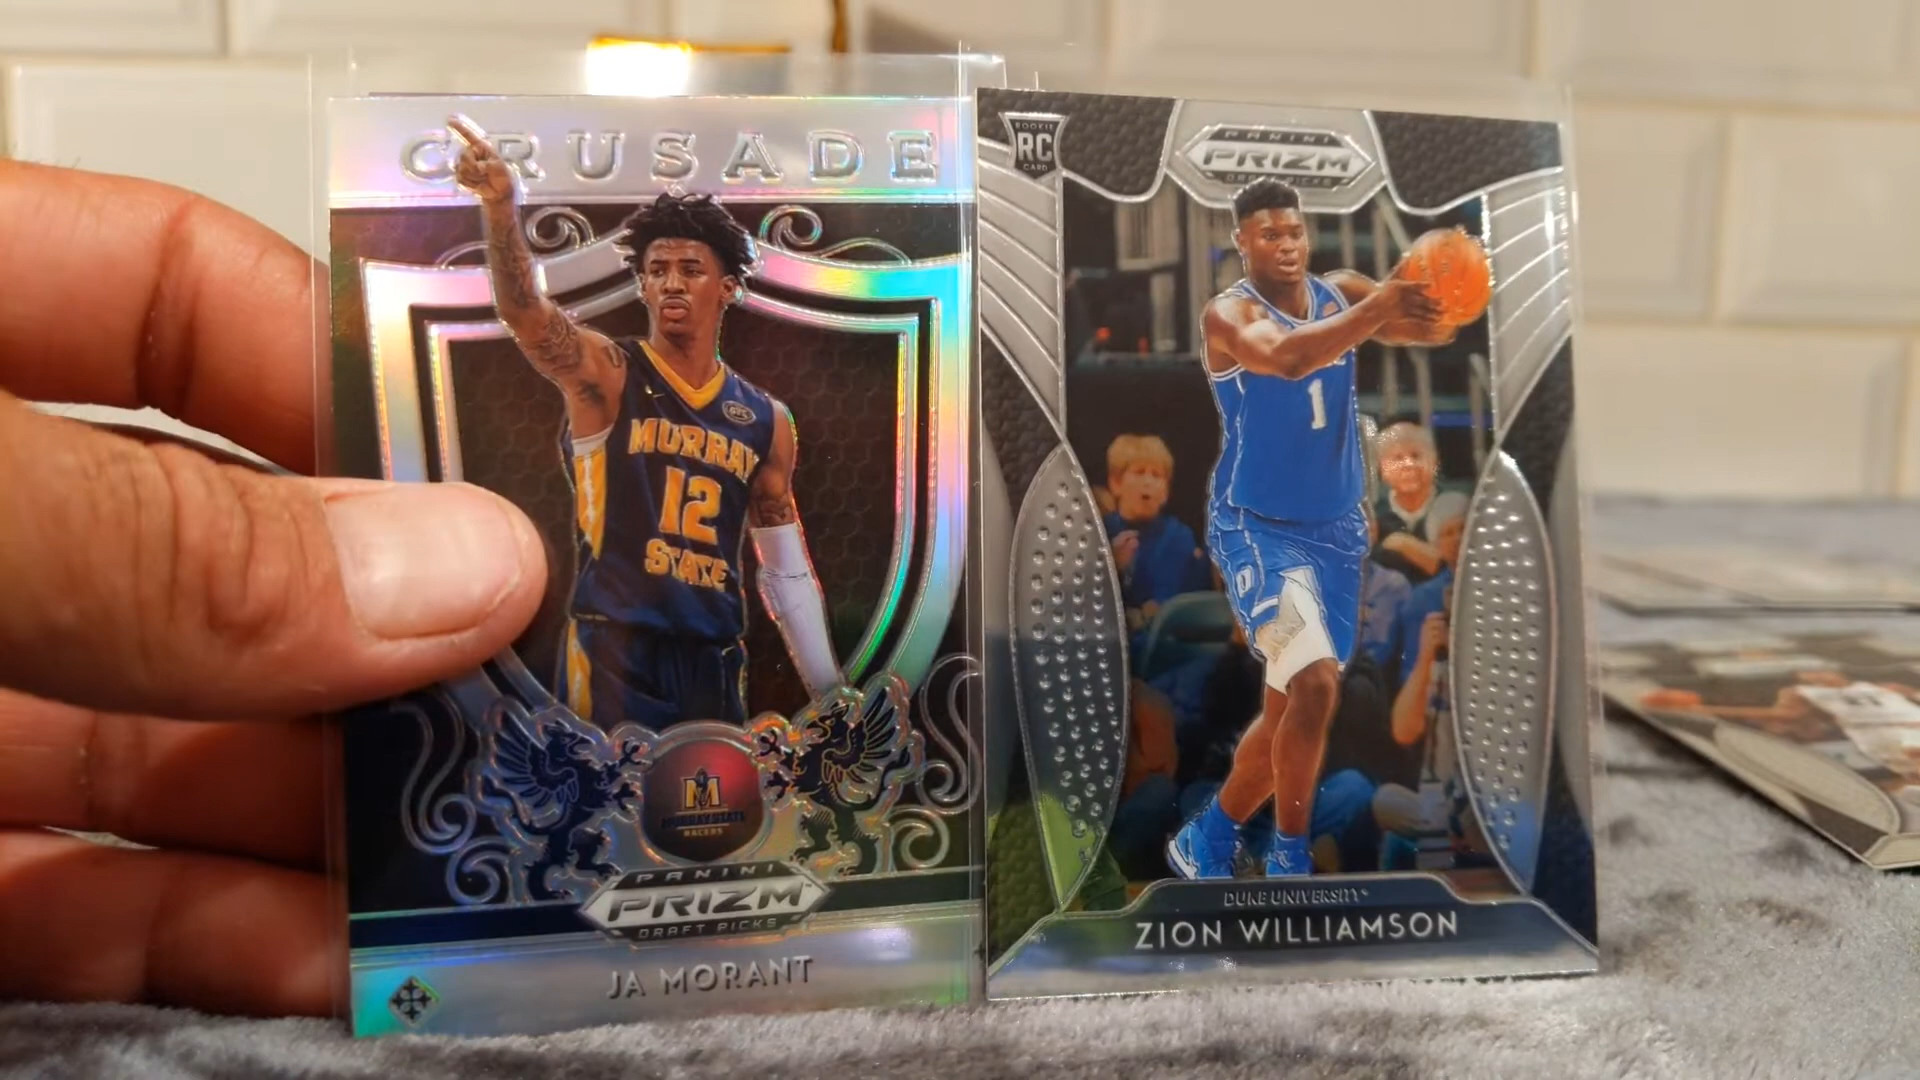 CRUSADE
MURRAY
12
STATE
OVC
M
MURRAY STATE
RACERS
PANINI
PRIZM
DRAFT PICKS
JA MORANT
ROOKIE
RC
CARD
PANINI
PRIZM
DRAFT PICKS
1
D
DUKE UNIVERSITY
ZION WILLIAMSON